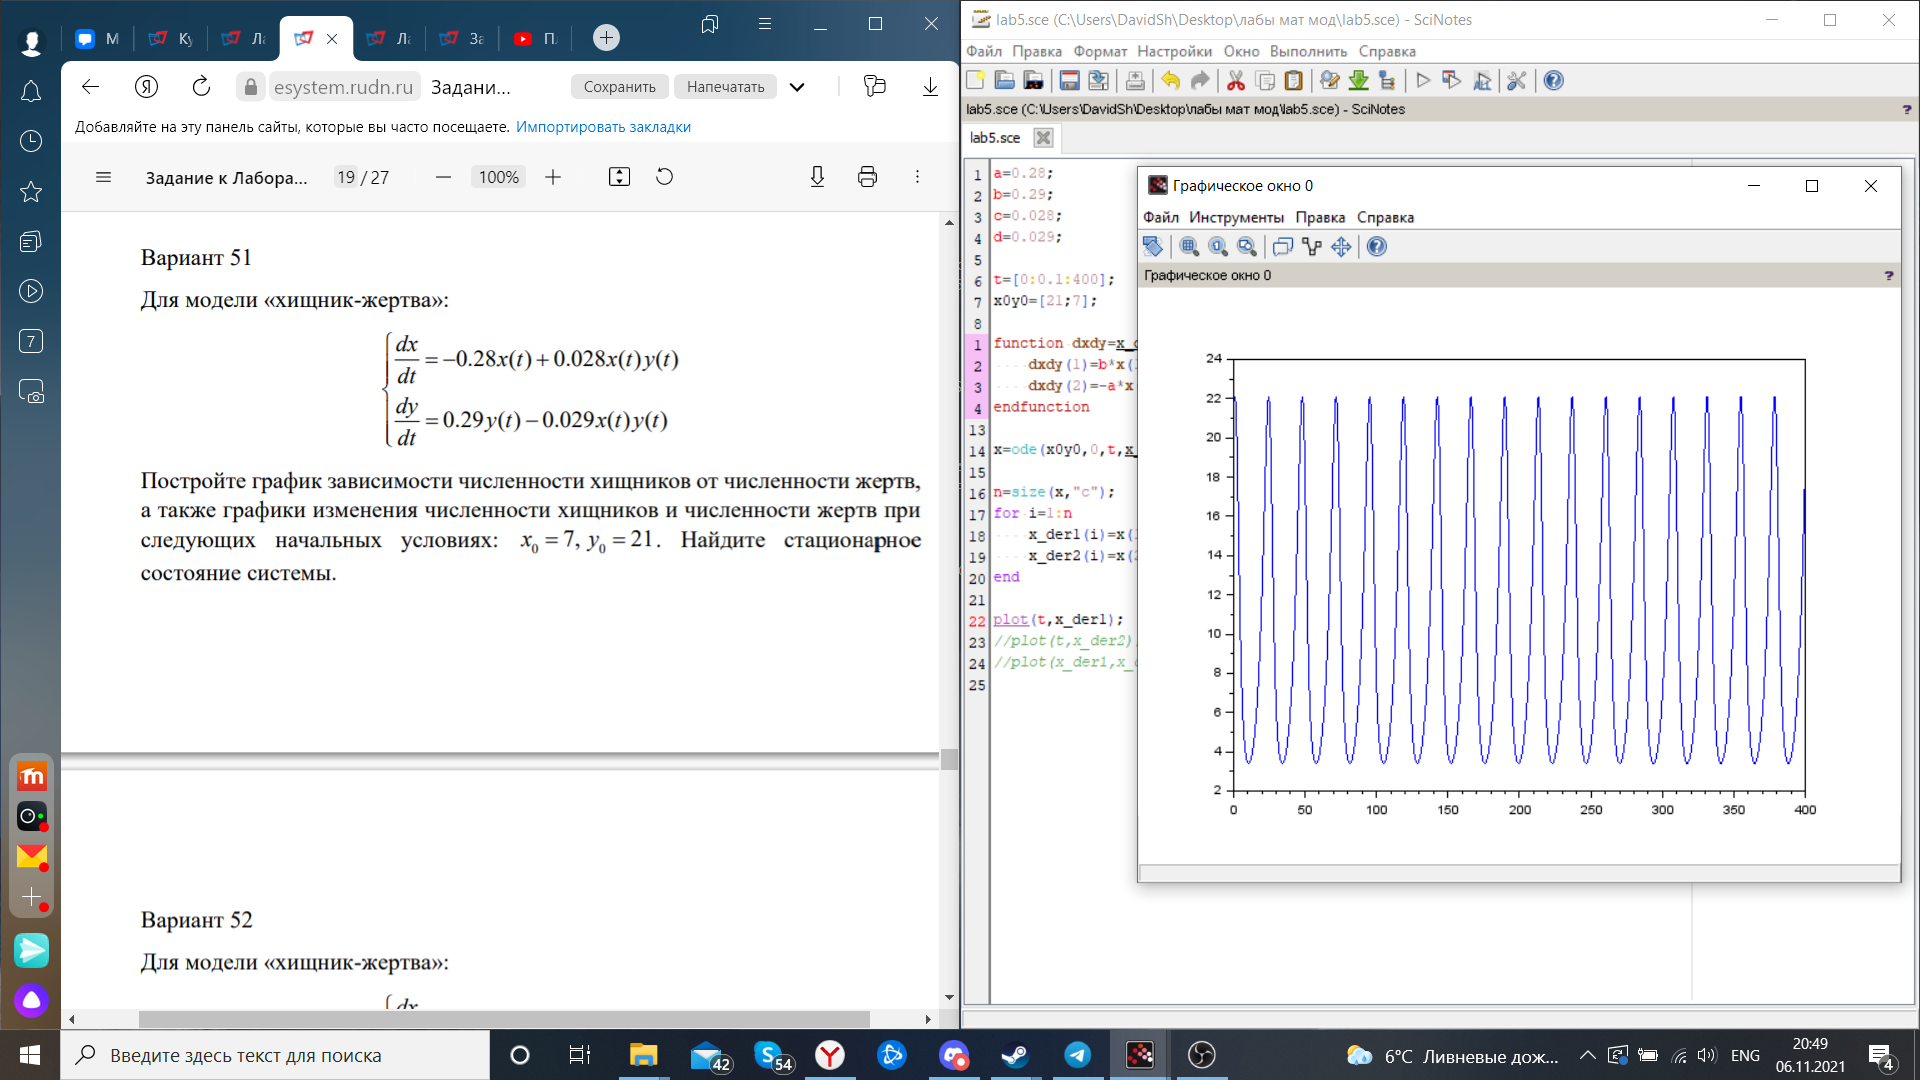 М
Ку
Ла
Ла
За
П.
esystem.rudn.ru
Задани...
Сохранить
Напечатать
Добавляйте на эту панель сайты, которые вы часто посещаете. Импортировать закладки
Задание к Лабора...
19 / 27
100%
7
Вариант 51
Для модели «хищник-жертва»:
dx/dt = −0.28x(t) + 0.028x(t)y(t)
dy/dt = 0.29y(t) − 0.029x(t)y(t)
Постройте график зависимости численности хищников от численности жертв,
а также графики изменения численности хищников и численности жертв при
следующих начальных условиях: x0 = 7, y0 = 21. Найдите стационарное
состояние системы.
Вариант 52
Для модели «хищник-жертва»:
dx
lab5.sce (C:\Users\DavidSh\Desktop\лабы мат мод\lab5.sce) - SciNotes
Файл Правка Формат Настройки Окно Выполнить Справка
lab5.sce (C:\Users\DavidSh\Desktop\лабы мат мод\lab5.sce) - SciNotes
?
lab5.sce
1 a=0.28;
2 b=0.29;
3 c=0.028;
4 d=0.029;
5
6 t=[0:0.1:400];
7 x0y0=[21;7];
8
1 function dxdy=x_
2 dxdy(1)=b*x(
3 dxdy(2)=-a*x
4 endfunction
13
14 x=ode(x0y0,0,t,x_
15
16 n=size(x,"c");
17 for i=1:n
18 x_der1(i)=x(
19 x_der2(i)=x(
20 end
21
22 plot(t,x_der1);
23 //plot(t,x_der2)
24 //plot(x_der1,x_
25
Графическое окно 0
Файл Инструменты Правка Справка
Графическое окно 0
?
24
22
20
18
16
14
12
10
8
6
4
2
0 50 100 150 200 250 300 350 400
Введите здесь текст для поиска
42
54
6°C Ливневые дож...
ENG
20:49
06.11.2021
4